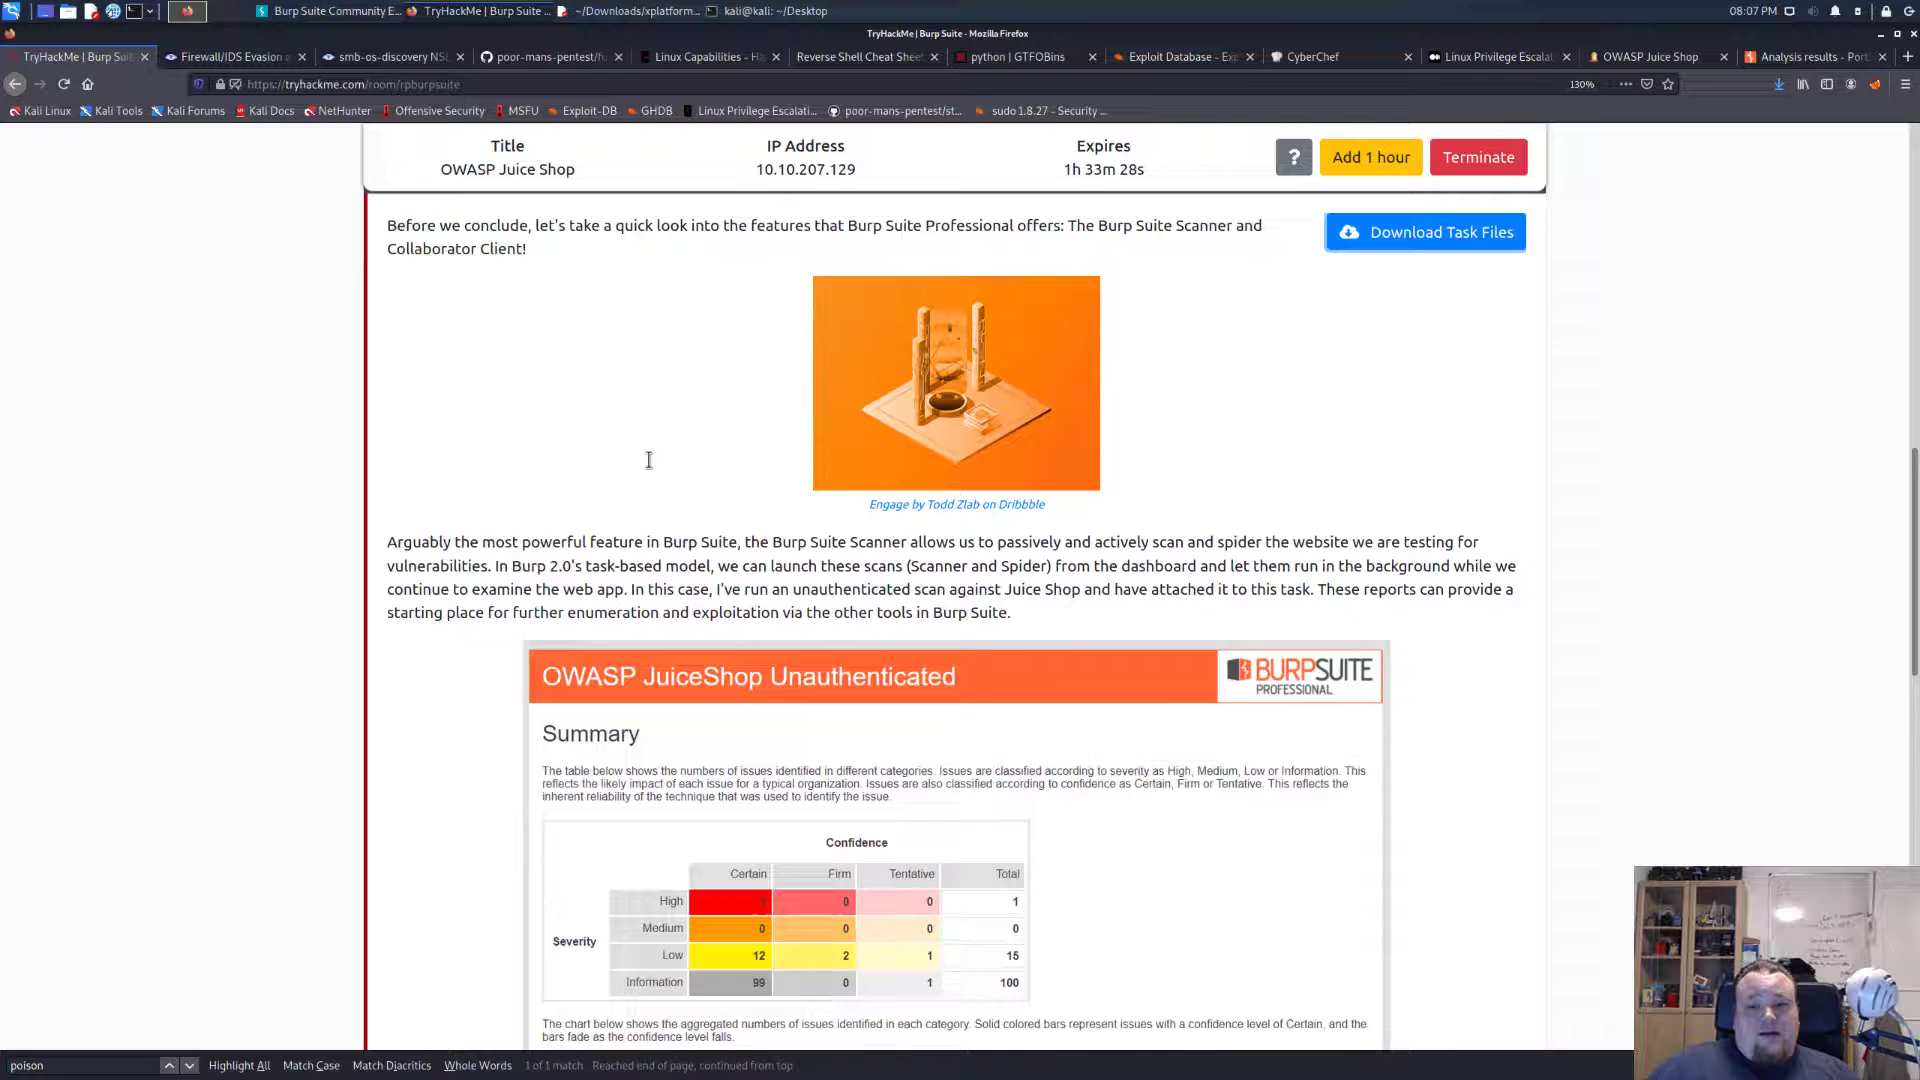 Burp Suite Community E...
TryHackMe | Burp Suite ...
~/Downloads/xplatform...
kali@kali: ~/Desktop
08:07 PM
TryHackMe | Burp Suite - Mozilla Firefox
TryHackMe | Burp Suit
Firewall/IDS Evasion a
smb-os-discovery NSE
poor-mans-pentest/fu
Linux Capabilities - Ha
Reverse Shell Cheat Sheet
python | GTFOBins
Exploit Database - Exp
CyberChef
Linux Privilege Escalat
OWASP Juice Shop
Analysis results - Port
https://tryhackme.com/room/rpburpsuite
130%
Kali Linux
Kali Tools
Kali Forums
Kali Docs
NetHunter
Offensive Security
MSFU
Exploit-DB
GHDB
Linux Privilege Escalati...
poor-mans-pentest/st...
sudo 1.8.27 - Security ...
Title
IP Address
Expires
OWASP Juice Shop
10.10.207.129
1h 33m 28s
?
Add 1 hour
Terminate
Before we conclude, let's take a quick look into the features that Burp Suite Professional offers: The Burp Suite Scanner and
Collaborator Client!
Download Task Files
Engage by Todd Zlab on Dribbble
Arguably the most powerful feature in Burp Suite, the Burp Suite Scanner allows us to passively and actively scan and spider the website we are testing for
vulnerabilities. In Burp 2.0's task-based model, we can launch these scans (Scanner and Spider) from the dashboard and let them run in the background while we
continue to examine the web app. In this case, I've run an unauthenticated scan against Juice Shop and have attached it to this task. These reports can provide a
starting place for further enumeration and exploitation via the other tools in Burp Suite.
OWASP JuiceShop Unauthenticated
BURPSUITE
PROFESSIONAL
Summary
The table below shows the numbers of issues identified in different categories. Issues are classified according to severity as High, Medium, Low or Information. This
reflects the likely impact of each issue for a typical organization. Issues are also classified according to confidence as Certain, Firm or Tentative. This reflects the
inherent reliability of the technique that was used to identify the issue.
Confidence
Certain Firm Tentative Total
High 1 0 0 1
Medium 0 0 0 0
Severity
Low 12 2 1 15
Information 99 0 1 100
The chart below shows the aggregated numbers of issues identified in each category. Solid colored bars represent issues with a confidence level of Certain, and the
bars fade as the confidence level falls.
poison
Highlight All
Match Case
Match Diacritics
Whole Words
1 of 1 match
Reached end of page, continued from top